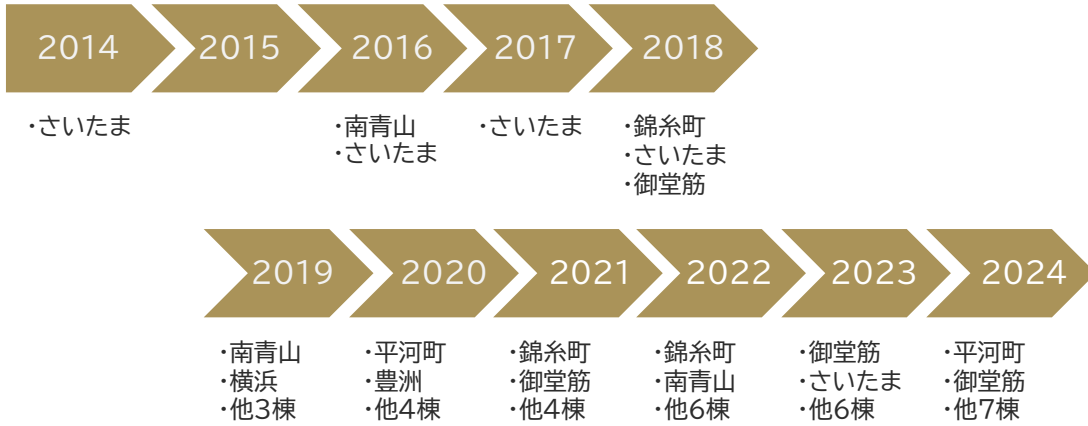 2014 2015 2016 2017 2018
・さいたま
・南青山
・さいたま
・さいたま
・錦糸町
・さいたま
・御堂筋
2019 2020 2021 2022 2023 2024
・南青山
・横浜
・他3棟
・平河町
・豊洲
・他4棟
・錦糸町
・御堂筋
・他4棟
・錦糸町
・南青山
・他6棟
・御堂筋
・さいたま
・他6棟
・平河町
・御堂筋
・他7棟